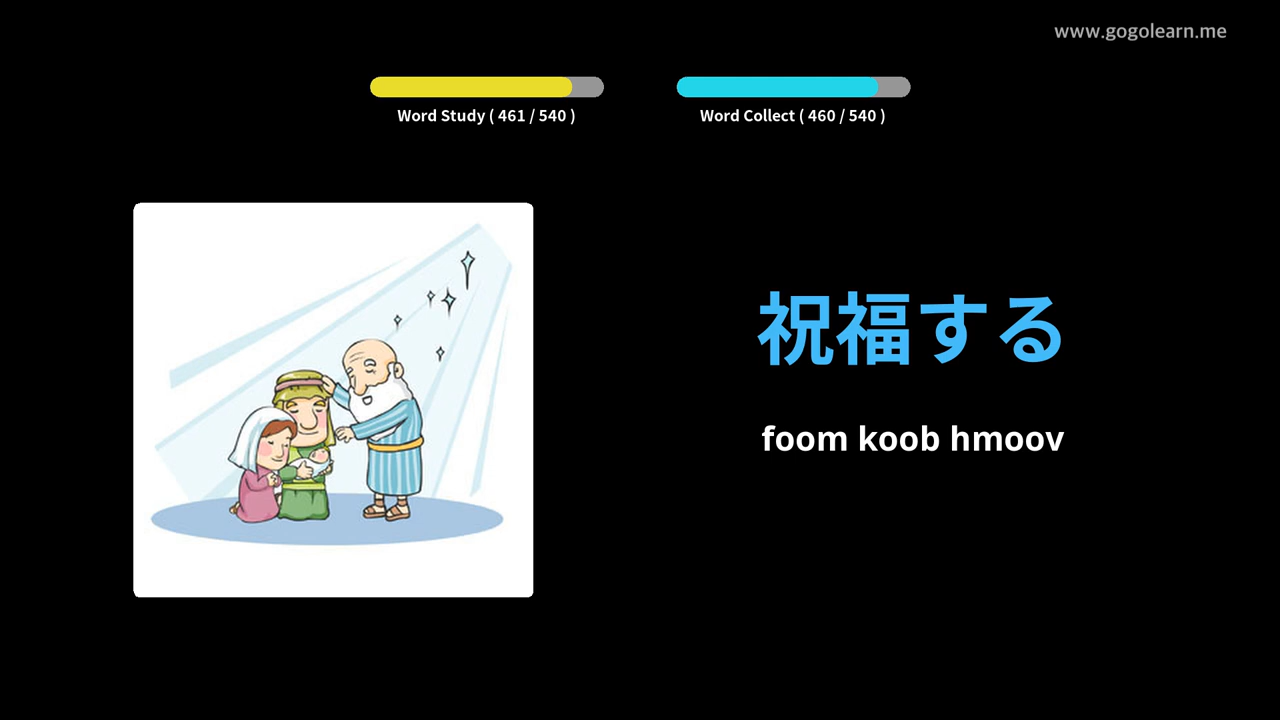 www.gogolearn.me
Word Study ( 461 / 540 )
Word Collect ( 460 / 540 )
祝福する
foom koob hmoov